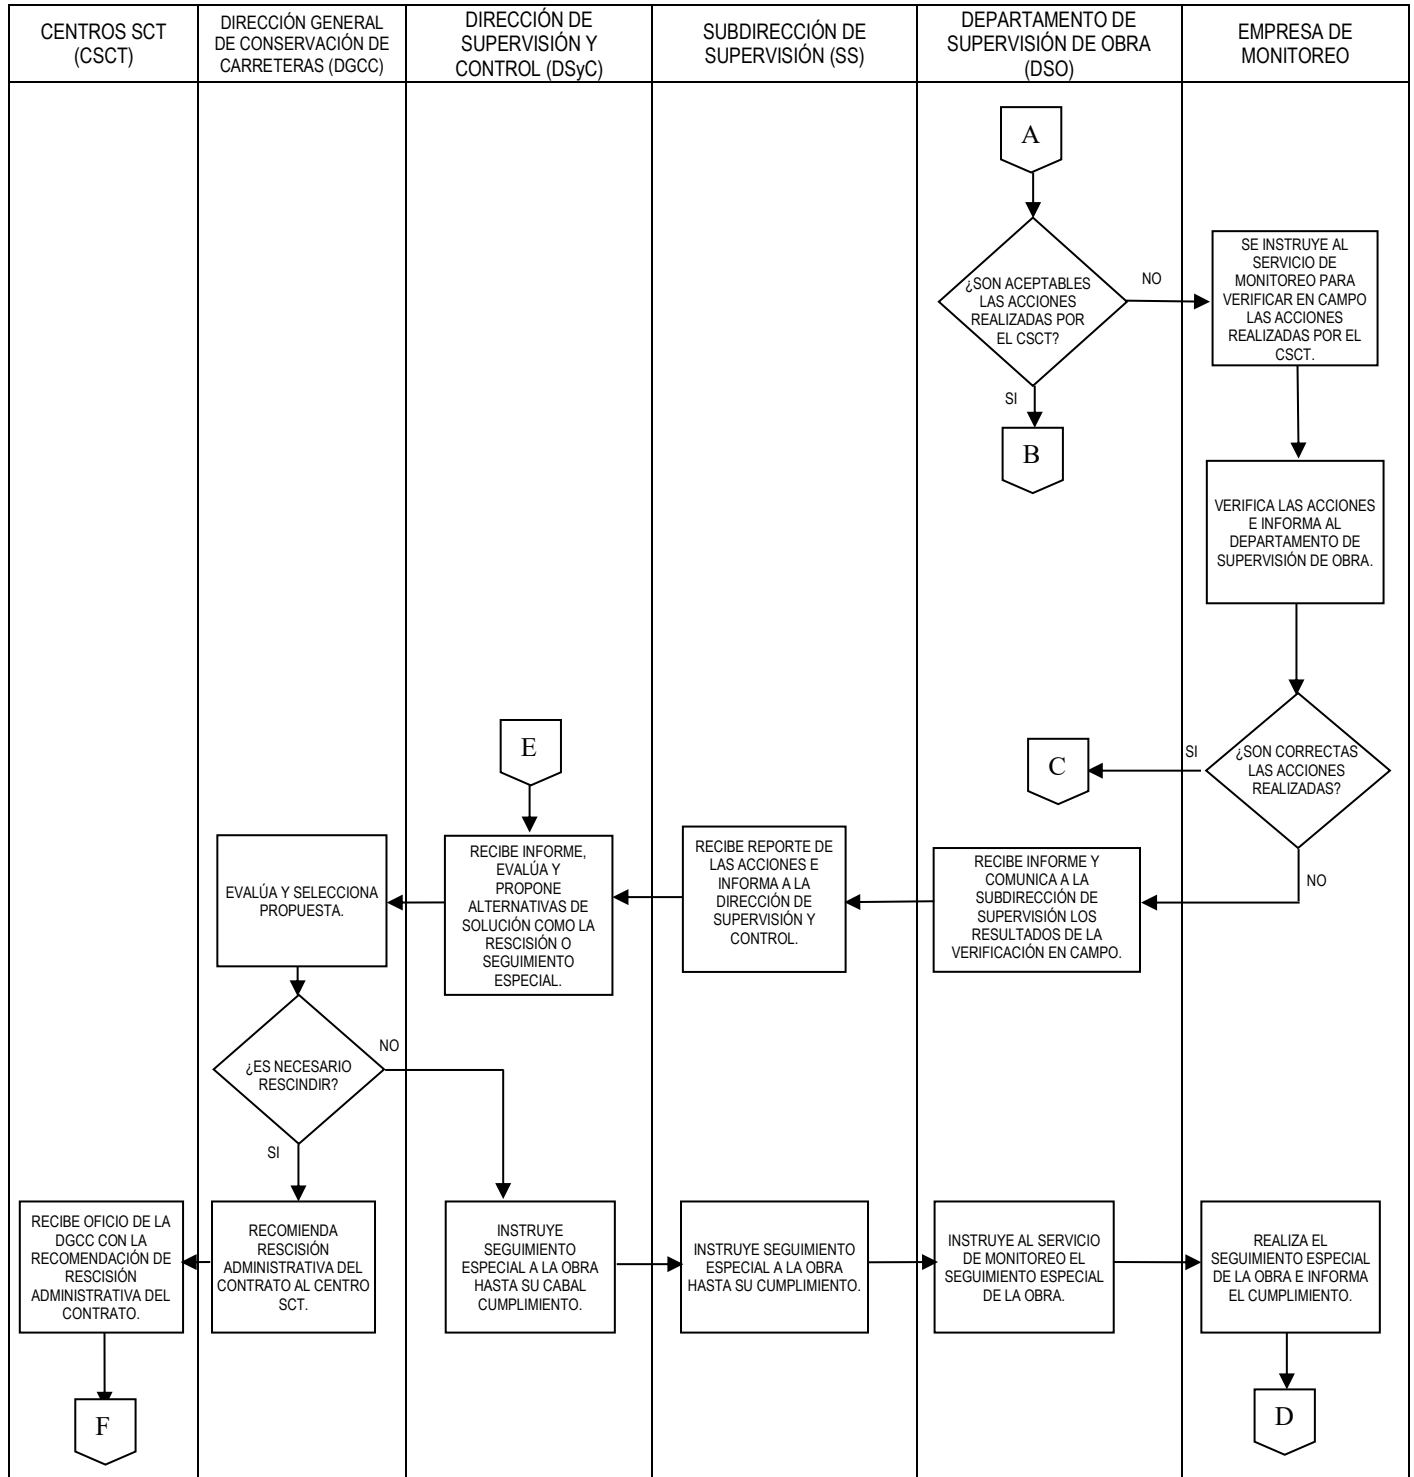 CENTROS SCT
(CSCT)
DIRECCIÓN GENERAL
DE CONSERVACIÓN DE
CARRETERAS (DGCC)
DIRECCIÓN DE
SUPERVISIÓN Y
CONTROL (DSyC)
SUBDIRECCIÓN DE
SUPERVISIÓN (SS)
DEPARTAMENTO DE
SUPERVISIÓN DE OBRA
(DSO)
EMPRESA DE
MONITOREO
A
¿SON ACEPTABLES
LAS ACCIONES
REALIZADAS POR
EL CSCT?
NO
SE INSTRUYE AL
SERVICIO DE
MONITOREO PARA
VERIFICAR EN CAMPO
LAS ACCIONES
REALIZADAS POR EL
CSCT.
SI
B
VERIFICA LAS ACCIONES
E INFORMA AL
DEPARTAMENTO DE
SUPERVISIÓN DE OBRA.
¿SON CORRECTAS
LAS ACCIONES
REALIZADAS?
SI
C
NO
E
RECIBE INFORME Y
COMUNICA A LA
SUBDIRECCIÓN DE
SUPERVISIÓN LOS
RESULTADOS DE LA
VERIFICACIÓN EN CAMPO.
RECIBE REPORTE DE
LAS ACCIONES E
INFORMA A LA
DIRECCIÓN DE
SUPERVISIÓN Y
CONTROL.
RECIBE INFORME,
EVALÚA Y
PROPONE
ALTERNATIVAS DE
SOLUCIÓN COMO LA
RESCISIÓN O
SEGUIMIENTO
ESPECIAL.
EVALÚA Y SELECCIONA
PROPUESTA.
¿ES NECESARIO
RESCINDIR?
NO
SI
RECIBE OFICIO DE LA
DGCC CON LA
RECOMENDACIÓN DE
RESCISIÓN
ADMINISTRATIVA DEL
CONTRATO.
RECOMIENDA
RESCISIÓN
ADMINISTRATIVA DEL
CONTRATO AL CENTRO
SCT.
INSTRUYE
SEGUIMIENTO
ESPECIAL A LA OBRA
HASTA SU CABAL
CUMPLIMIENTO.
INSTRUYE SEGUIMIENTO
ESPECIAL A LA OBRA
HASTA SU CUMPLIMIENTO.
INSTRUYE AL SERVICIO
DE MONITOREO EL
SEGUIMIENTO ESPECIAL
DE LA OBRA.
REALIZA EL
SEGUIMIENTO ESPECIAL
DE LA OBRA E INFORMA
EL CUMPLIMIENTO.
F
D